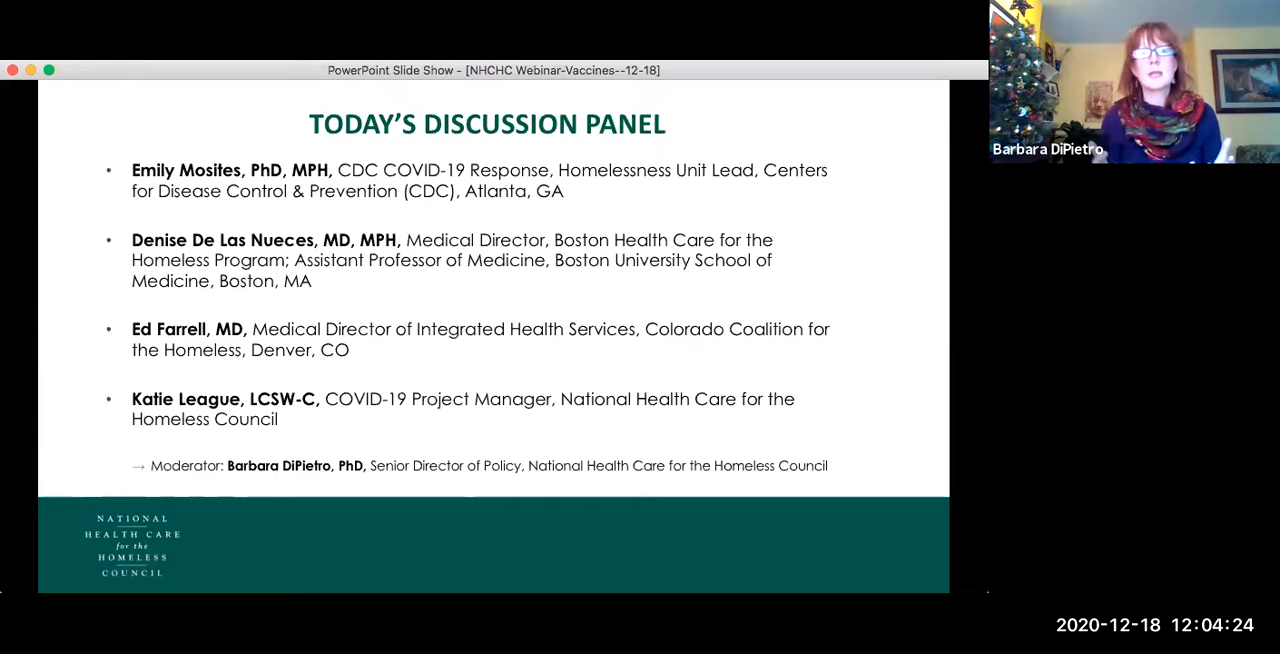 PowerPoint Slide Show - [NHCHC Webinar-Vaccines--12-18]
TODAY'S DISCUSSION PANEL
• Emily Mosites, PhD, MPH, CDC COVID-19 Response, Homelessness Unit Lead, Centers
for Disease Control & Prevention (CDC), Atlanta, GA
• Denise De Las Nueces, MD, MPH, Medical Director, Boston Health Care for the
Homeless Program; Assistant Professor of Medicine, Boston University School of
Medicine, Boston, MA
• Ed Farrell, MD, Medical Director of Integrated Health Services, Colorado Coalition for
the Homeless, Denver, CO
• Katie League, LCSW-C, COVID-19 Project Manager, National Health Care for the
Homeless Council
→ Moderator: Barbara DiPietro, PhD, Senior Director of Policy, National Health Care for the Homeless Council
NATIONAL
HEALTH CARE
for the
HOMELESS
COUNCIL
Barbara DiPietro
2020-12-18 12:04:24